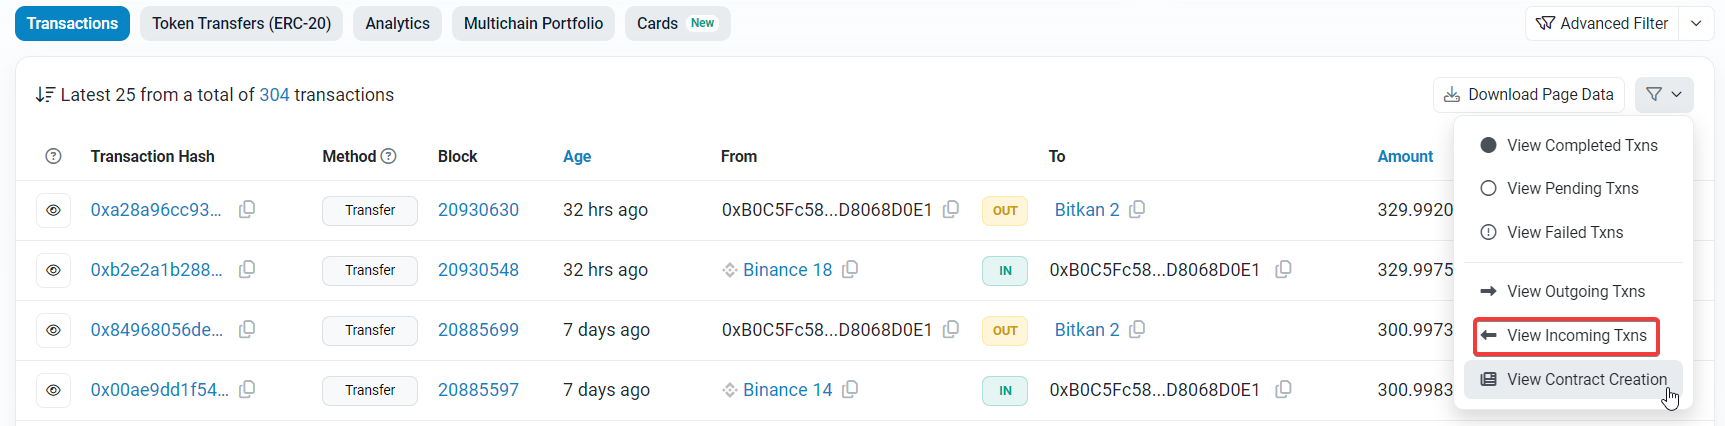 Transactions Token Transfers (ERC-20) Analytics Multichain Portfolio Cards New Advanced Filter
Latest 25 from a total of 304 transactions Download Page Data
Transaction Hash Method Block Age From To Amount
0xa28a96cc93... Transfer 20930630 32 hrs ago 0xB0C5Fc58...D8068D0E1 OUT Bitkan 2 329.9920
0xb2e2a1b288... Transfer 20930548 32 hrs ago Binance 18 IN 0xB0C5Fc58...D8068D0E1 329.9975
0x84968056de... Transfer 20885699 7 days ago 0xB0C5Fc58...D8068D0E1 OUT Bitkan 2 300.9973
0x00ae9dd1f54... Transfer 20885597 7 days ago Binance 14 IN 0xB0C5Fc58...D8068D0E1 300.9983
View Completed Txns
View Pending Txns
View Failed Txns
View Outgoing Txns
View Incoming Txns
View Contract Creation